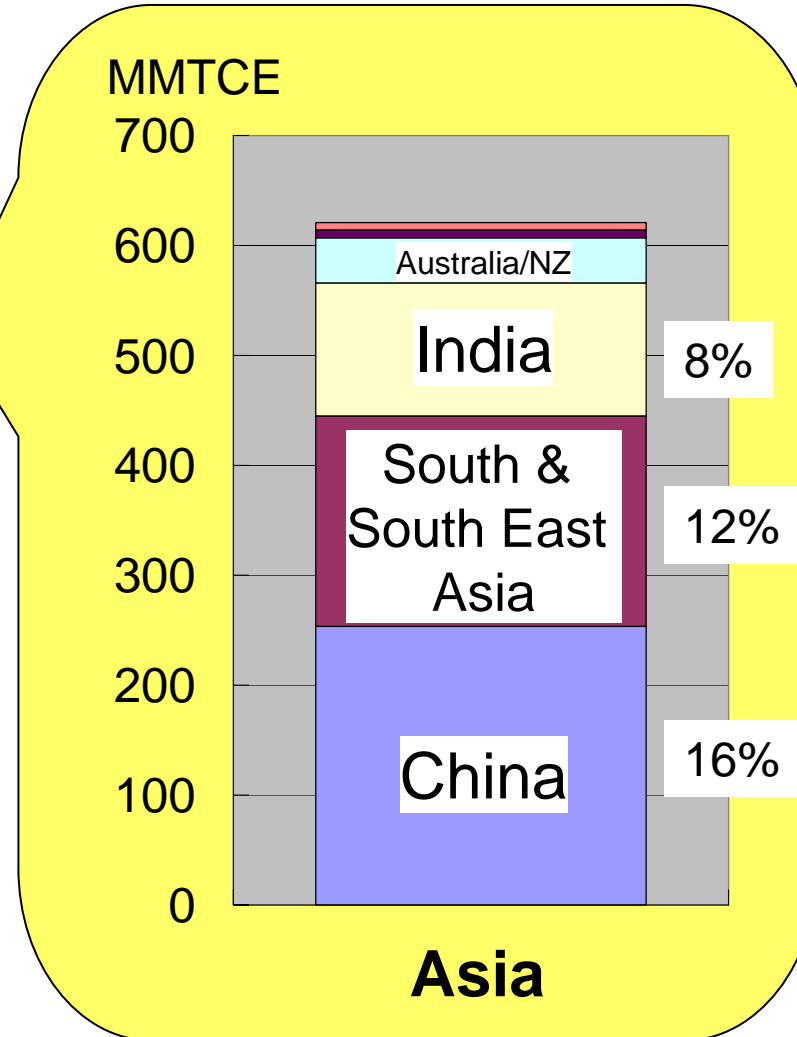 MMTCE
700
600
500
400
300
200
100
0
Australia/NZ
India
8%
South &
South East
Asia
12%
China
16%
Asia